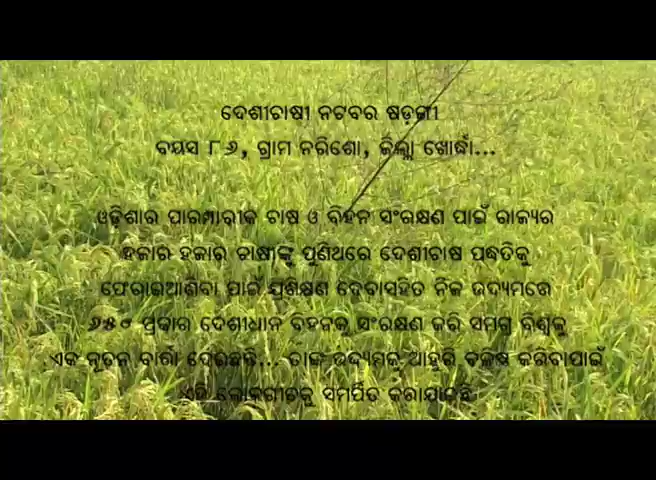 ଦେଶୀଚାଷୀ ନଟବର ଷଡ଼ଙ୍ଗୀ
ବୟସ ୮୬, ଗ୍ରାମ ନରିଶୋ, ଜିଲ୍ଲା ଖୋର୍ଦ୍ଧା...
ଓଡ଼ିଶାର ପାରମ୍ପାରୀକ ଚାଷ ଓ ବିହନ ସଂରକ୍ଷଣ ପାଇଁ ରାଜ୍ୟର
ହଜାର ହଜାର ଚାଷୀଙ୍କୁ ପୁଣିଥରେ ଦେଶୀଚାଷ ପଦ୍ଧତିକୁ
ଫେରାଇଆଣିବା ପାଇଁ ପ୍ରଶିକ୍ଷଣ ଦେବାସହିତ ନିଜ ଉଦ୍ୟମରେ
୬୫୦ ପ୍ରକାର ଦେଶୀଧାନ ବିହନକୁ ସଂରକ୍ଷଣ କରି ସମଗ୍ର ବିଶ୍ୱକୁ
ଏକ ନୂତନ ବାର୍ତ୍ତା ଦେଉଛନ୍ତି... ତାଙ୍କ ଉଦ୍ୟମକୁ ଆହୁରି ବଳିଷ୍ଠ କରିବାପାଇଁ
ଏହି ଲୋକଗୀତକୁ ସମର୍ପିତ କରାଯାଉଛି